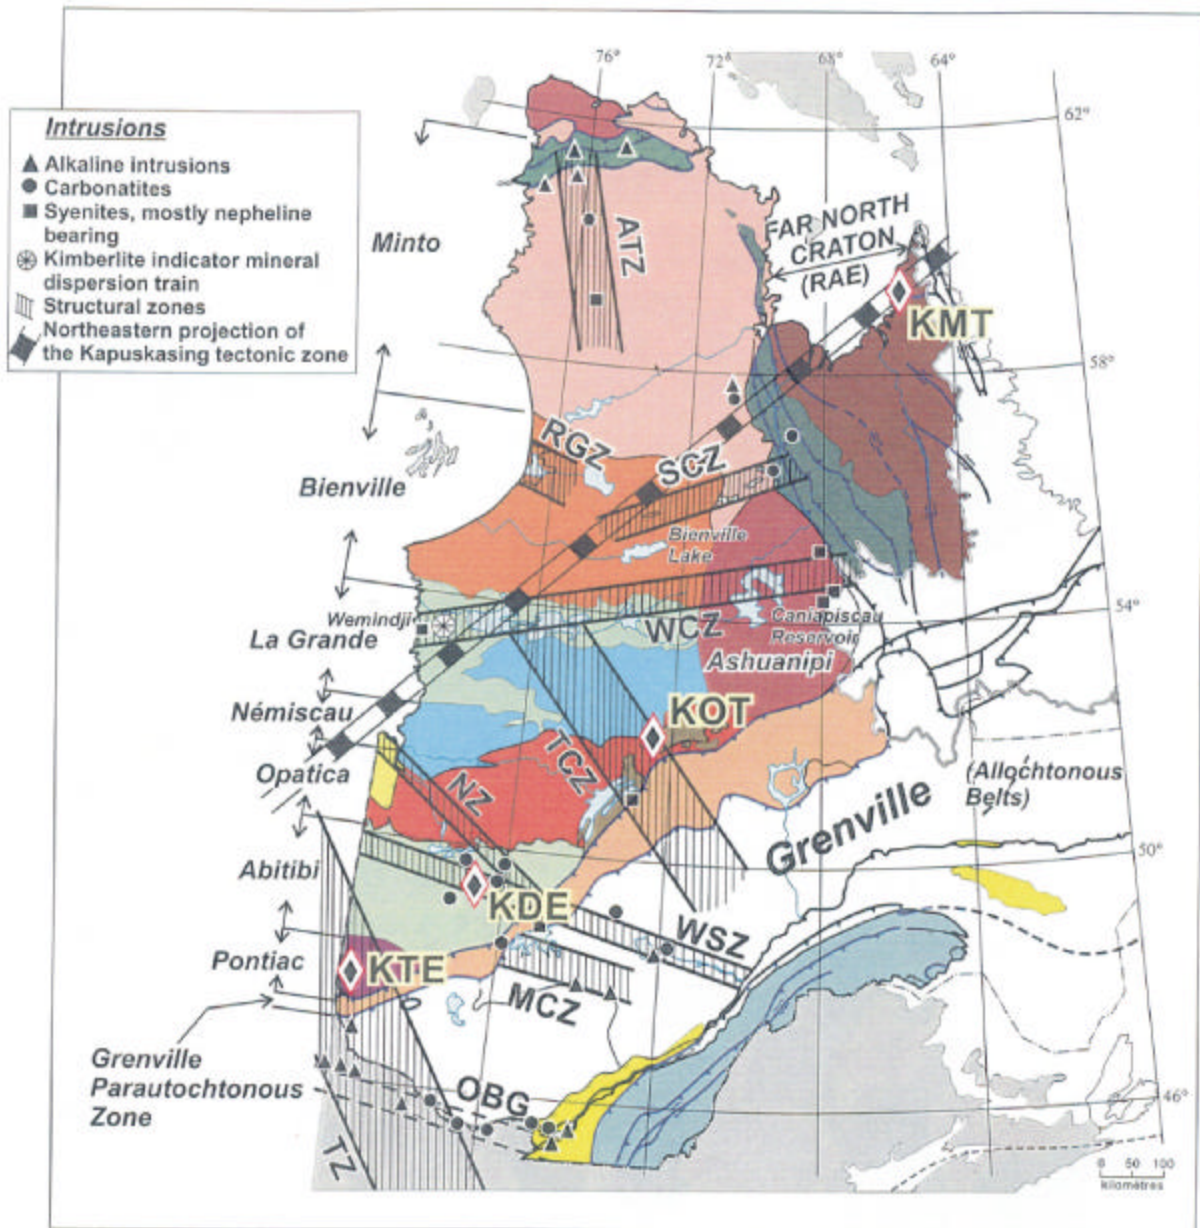 76°
72°
68°
64°
62°
Intrusions
Alkaline intrusions
Carbonatites
Syenites, mostly nepheline
bearing
Kimberlite indicator mineral
dispersion train
Structural zones
Northeastern projection of
the Kapuskasing tectonic zone
Minto
ATZ
FAR NORTH
CRATON
(RAE)
KMT
58°
RGZ
SCZ
Bienville
Bienville
Lake
54°
Wemindji
La Grande
WCZ
Caniapiscau
Reservoir
Ashuanipi
Némiscau
KOT
Opatica
TCZ
NZ
(Allochtonous
Belts)
Grenville
50°
Abitibi
KDE
WSZ
Pontiac
KTE
MCZ
Grenville
Parautochtonous
Zone
OBG
46°
TZ
0 50 100
kilomètres